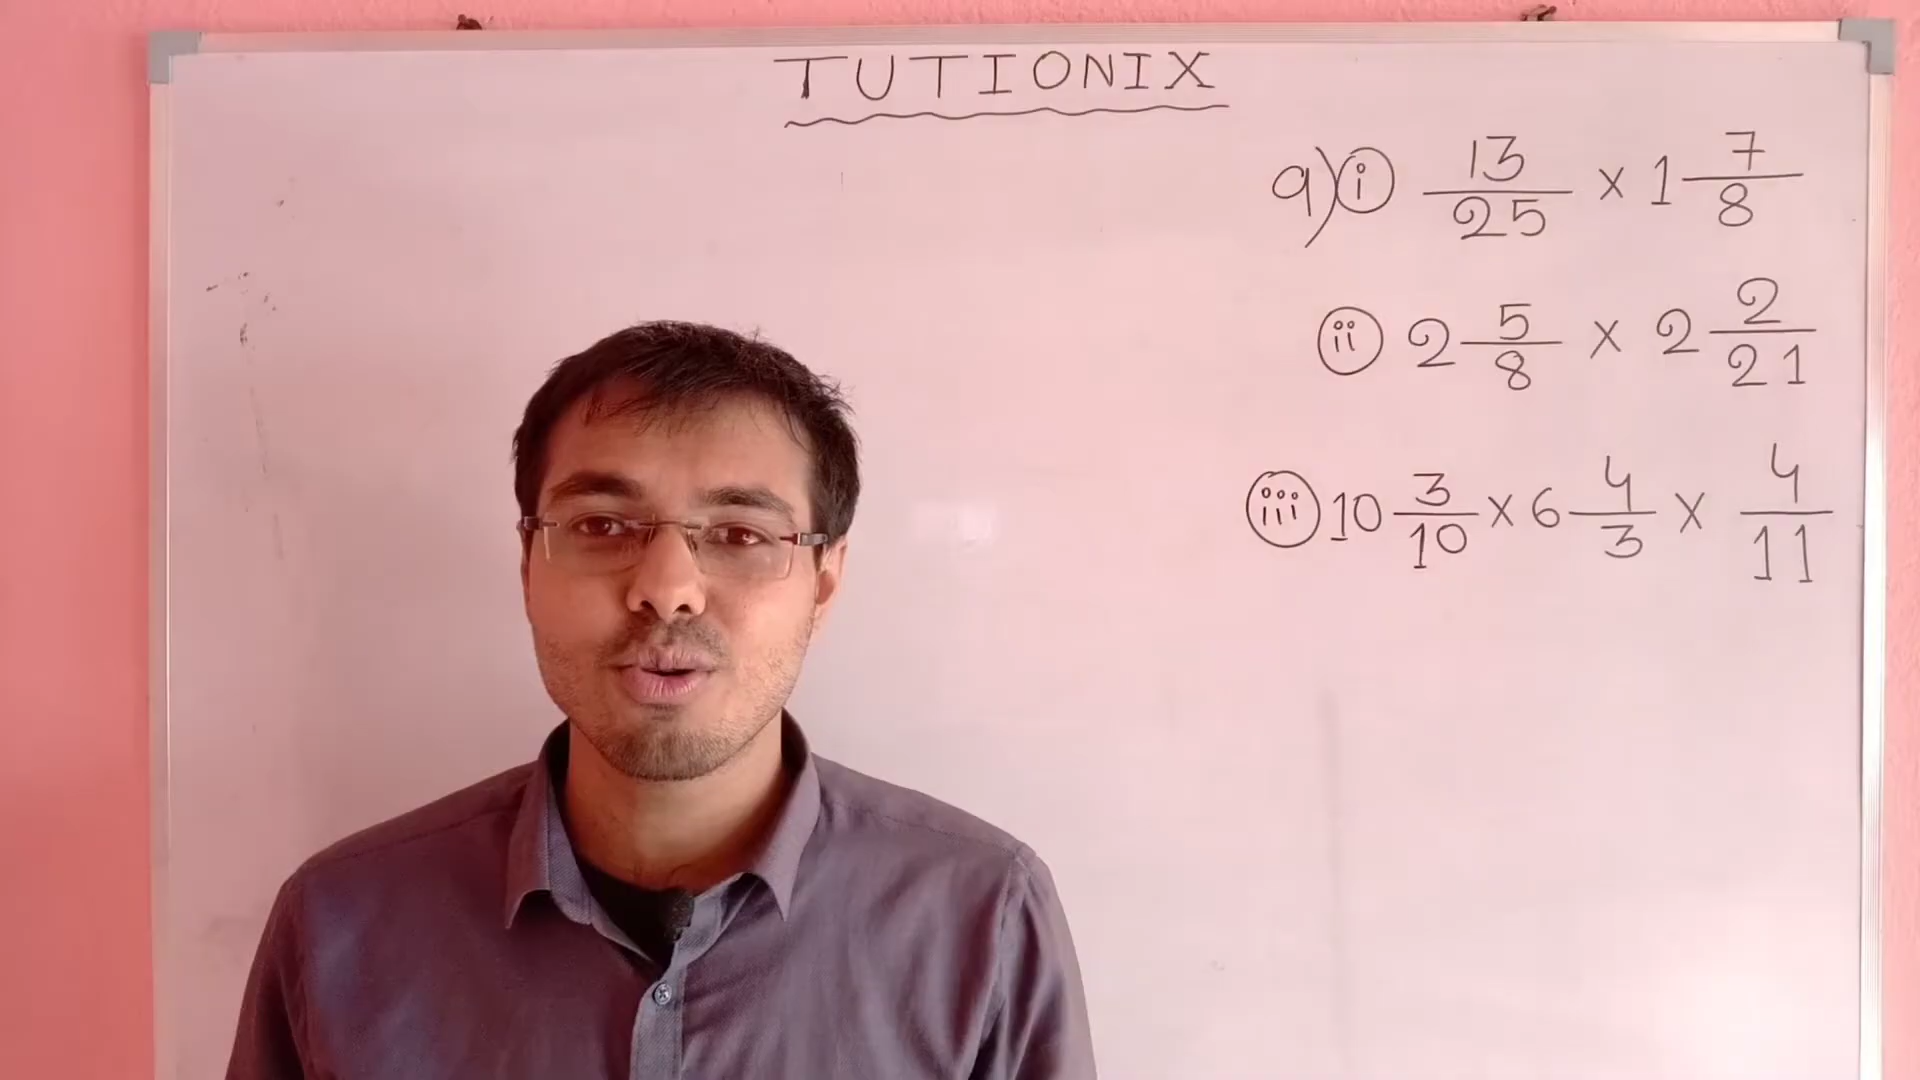 TUTIONIX
9) (i) 13/25 × 1 7/8
(ii) 2 5/8 × 2 2/21
(iii) 10 3/10 × 6 4/3 × 4/11